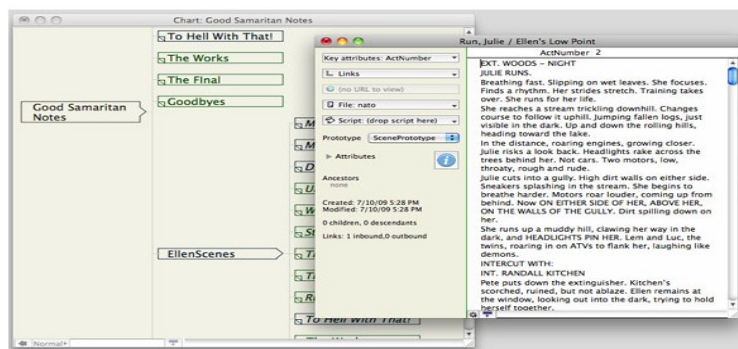 Chart: Good Samaritan Notes
To Hell With That!
The Works
The Final
Goodbyes
Good Samaritan
Notes
EllenScenes
To Hell With That!
Normal
Run, Julie / Ellen's Low Point
Key attributes: ActNumber
Links
(no URL to view)
File: nato
Script: (drop script here)
Prototype ScenePrototype
Attributes
Ancestors
none
Created: 7/10/09 5:28 PM
Modified: 7/10/09 5:28 PM
0 children, 0 descendants
Links: 1 inbound,0 outbound
ActNumber 2
EXT. WOODS - NIGHT
JULIE RUNS.
Breathing fast. Slipping on wet leaves. She focuses.
Finds a rhythm. Her strides stretch. Training takes
over. She runs for her life.
She reaches a stream trickling downhill. Changes
course to follow it uphill. Jumping fallen logs, just
visible in the dark. Up and down the rolling hills,
heading toward the lake.
In the distance, roaring engines, growing closer.
Julie risks a look back. Headlights rake across the
trees behind her. Not cars. Two motors, low,
throaty, rough and rude.
Julie cuts into a gully. High dirt walls on either side.
Sneakers splashing in the stream. She begins to
breathe harder. Motors roar louder, coming up from
behind. Now ON EITHER SIDE OF HER, ABOVE HER,
ON THE WALLS OF THE GULLY. Dirt spilling down on
her.
She runs up a muddy hill, clawing her way in the
dark, and HEADLIGHTS PIN HER. Lem and Luc, the
twins, roaring in on ATVs to flank her, laughing like
demons.
INTERCUT WITH:
INT. RANDALL KITCHEN
Pete puts down the extinguisher. Kitchen's
scorched, ruined, but not ablaze. Ellen remains at
the window, looking out into the dark, trying to hold
herself together.